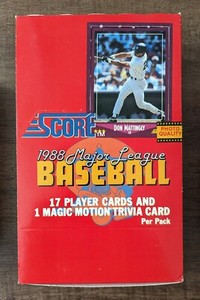 DON MATTINGLY
1B
PHOTO
QUALITY
SCORE
1988 Major League
BASEBALL
17 PLAYER CARDS AND
1 MAGIC MOTION TRIVIA CARD
Per Pack